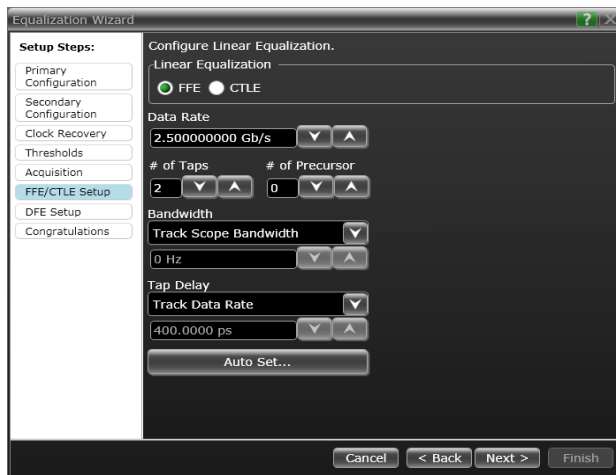 Equalization Wizard
? X
Setup Steps:
Primary
Configuration
Secondary
Configuration
Clock Recovery
Thresholds
Acquisition
FFE/CTLE Setup
DFE Setup
Congratulations
Configure Linear Equalization.
Linear Equalization
FFE CTLE
Data Rate
2.500000000 Gb/s
# of Taps # of Precursor
2 0
Bandwidth
Track Scope Bandwidth
0 Hz
Tap Delay
Track Data Rate
400.0000 ps
Auto Set...
Cancel < Back Next > Finish